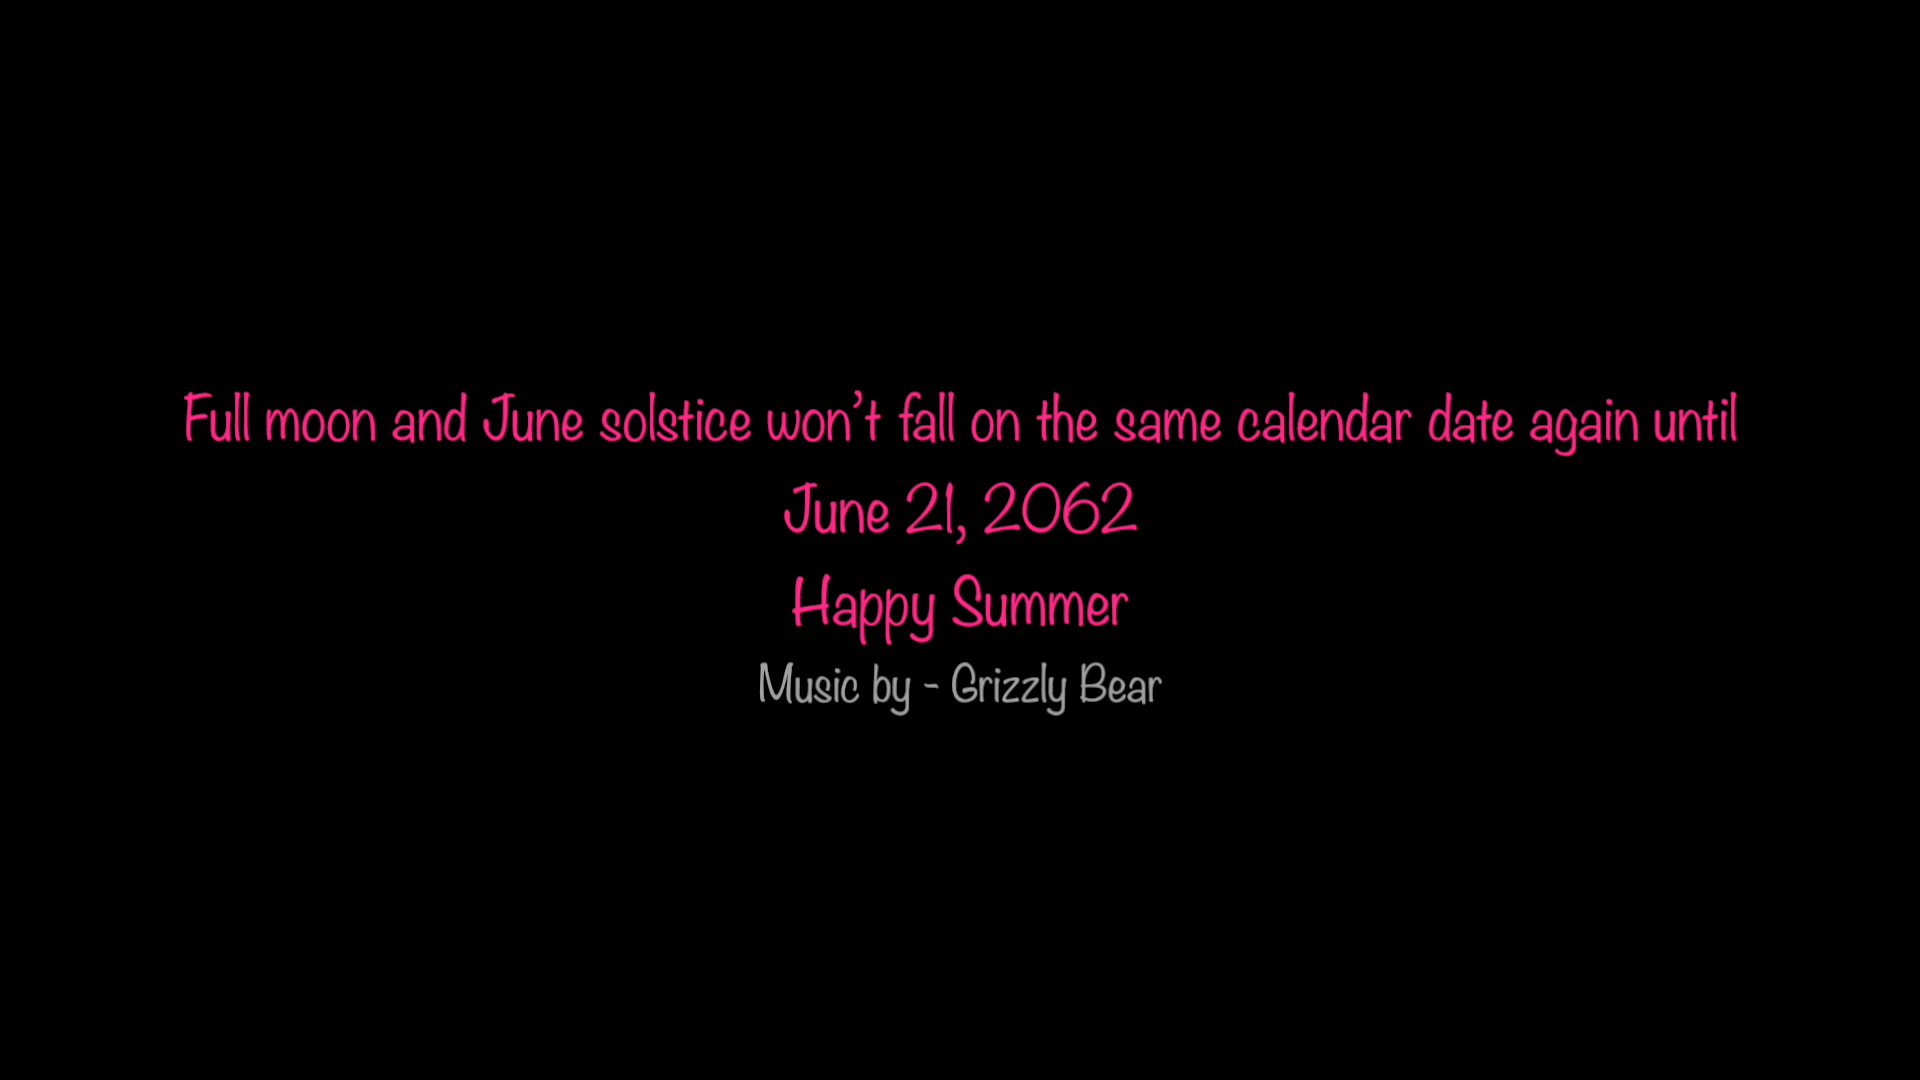 Full moon and June solstice won’t fall on the same calendar date again until
June 21, 2062
Happy Summer
Music by - Grizzly Bear